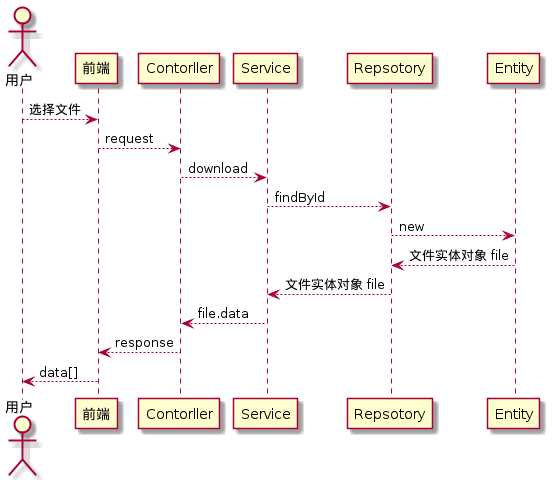 用户
前端
Contorller
Service
Repsotory
Entity
选择文件
request
download
findById
new
文件实体对象 file
文件实体对象 file
file.data
response
data[]
用户
前端
Contorller
Service
Repsotory
Entity